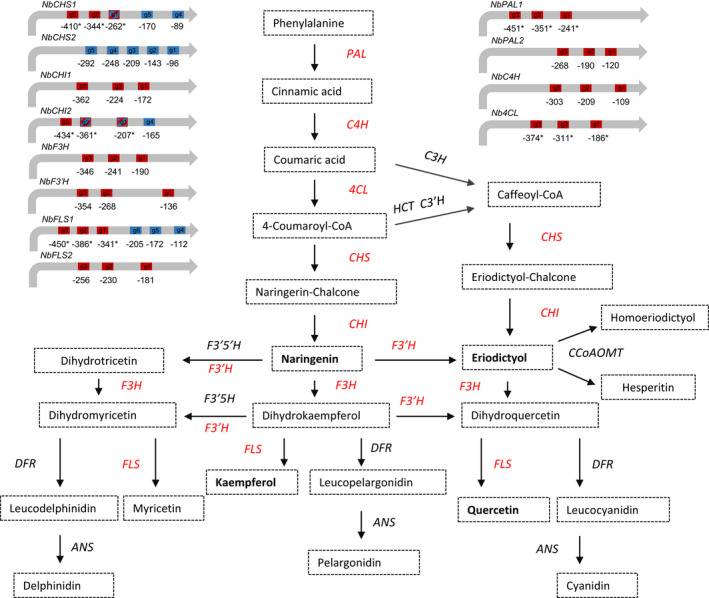 NbCHS1
-410* -344* -262* -170 -89
NbCHS2
-292 -248 -209 -143 -96
NbCHI1
-362 -224 -172
NbCHI2
-434* -361* -207* -165
NbF3H
-346 -241 -190
NbF3'H
-354 -268 -136
NbFLS1
-450* -386* -341* -205 -172 -112
NbFLS2
-256 -230 -181
NbPAL1
-451* -351* -241*
NbPAL2
-268 -190 -120
NbC4H
-303 -209 -109
Nb4CL
-374* -311* -186*
Phenylalanine
PAL
Cinnamic acid
C4H
Coumaric acid
C3H
4CL
Caffeoyl-CoA
4-Coumaroyl-CoA
HCT C3'H
CHS
CHS
Naringerin-Chalcone
Eriodictyol-Chalcone
CHI
CHI
Homoeriodictyol
Dihydrotricetin
F3'5'H
F3'H
Naringenin
F3'H
Eriodictyol
CCoAOMT
Hesperitin
F3H
F3H
F3H
Dihydromyricetin
F3'5H
F3'H
Dihydrokaempferol
F3'H
Dihydroquercetin
DFR
FLS
FLS
DFR
FLS
DFR
Leucodelphinidin
Myricetin
Kaempferol
Leucopelargonidin
Quercetin
Leucocyanidin
ANS
ANS
ANS
Delphinidin
Pelargonidin
Cyanidin